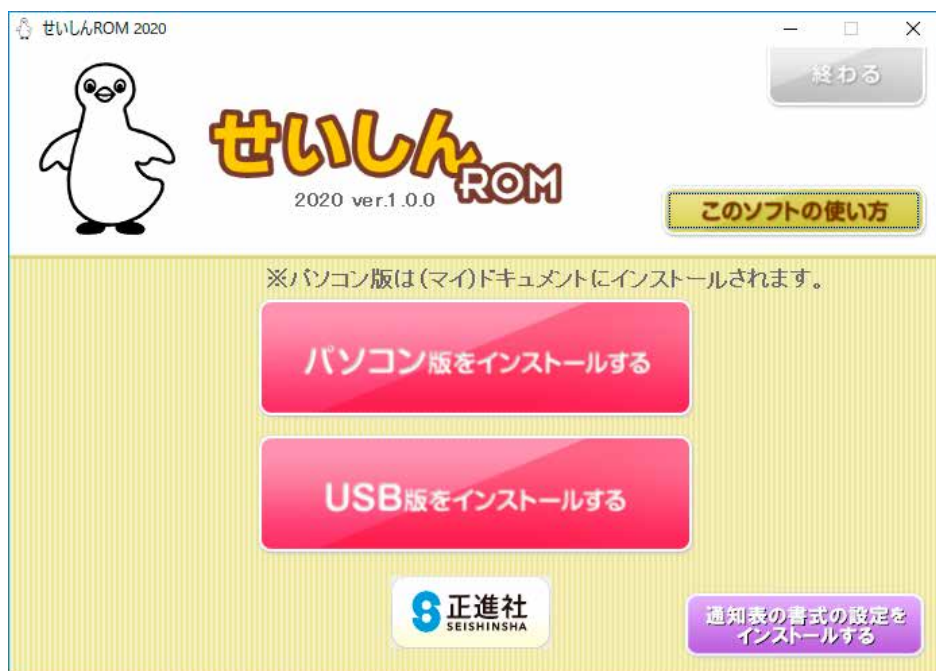 せいしんROM 2020
終わる
せいしんROM
2020 ver.1.0.0
このソフトの使い方
※パソコン版は(マイ)ドキュメントにインストールされます。
パソコン版をインストールする
USB版をインストールする
正進社
SEISHINSHA
通知表の書式の設定を
インストールする